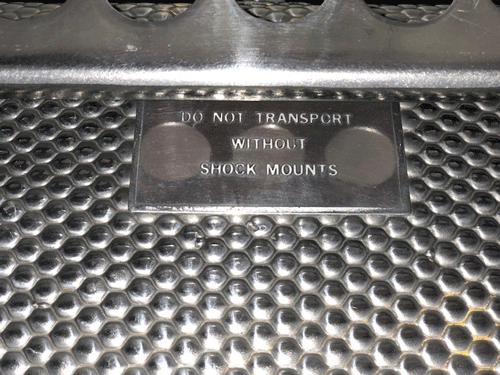 DO NOT TRANSPORT
WITHOUT
SHOCK MOUNTS